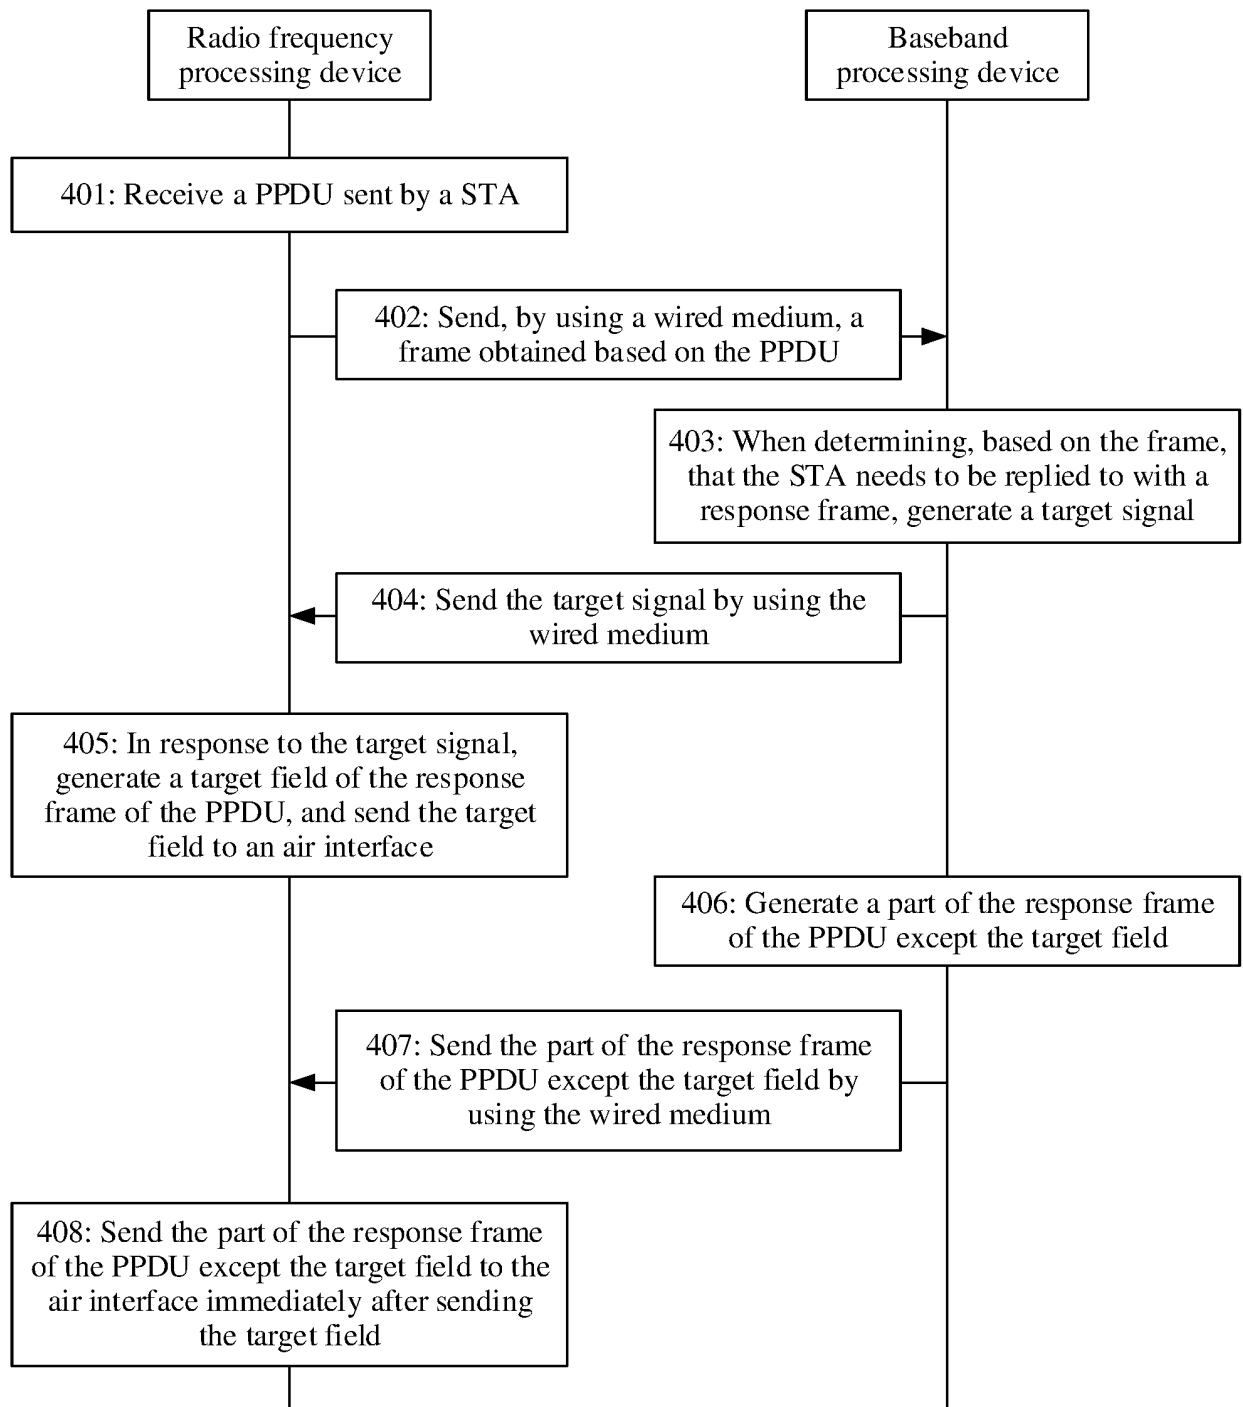 Radio frequency
processing device
Baseband
processing device
401: Receive a PPDU sent by a STA
402: Send, by using a wired medium, a
frame obtained based on the PPDU
403: When determining, based on the frame,
that the STA needs to be replied to with a
response frame, generate a target signal
404: Send the target signal by using the
wired medium
405: In response to the target signal,
generate a target field of the response
frame of the PPDU, and send the target
field to an air interface
406: Generate a part of the response frame
of the PPDU except the target field
407: Send the part of the response frame
of the PPDU except the target field by
using the wired medium
408: Send the part of the response frame
of the PPDU except the target field to the
air interface immediately after sending
the target field